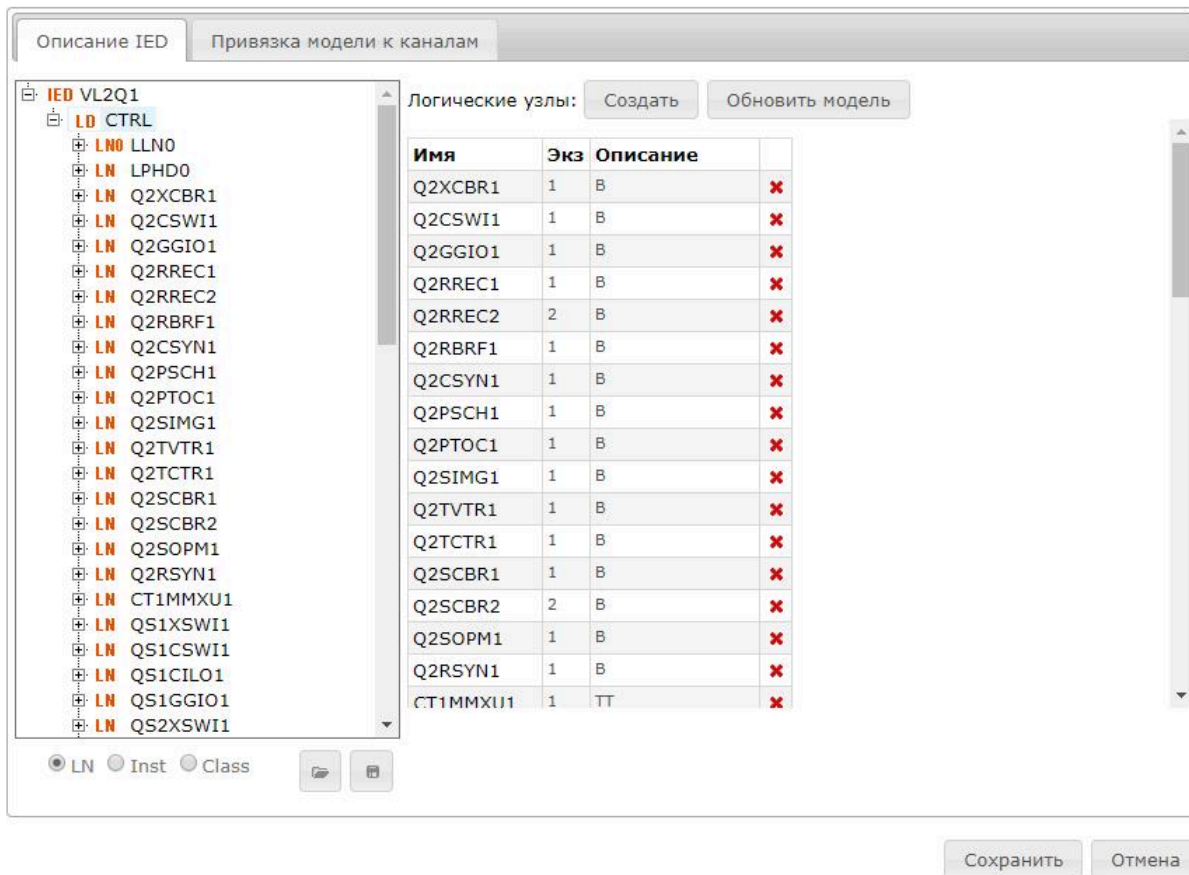 Описание IED
Привязка модели к каналам
IED VL2Q1
LD CTRL
LN0 LLN0
LN LPHD0
LN Q2XCBR1
LN Q2CSWI1
LN Q2GGIO1
LN Q2RREC1
LN Q2RREC2
LN Q2RBRF1
LN Q2CSYN1
LN Q2PSCH1
LN Q2PTOC1
LN Q2SIMG1
LN Q2TVTR1
LN Q2TCTR1
LN Q2SCBR1
LN Q2SCBR2
LN Q2SOPM1
LN Q2RSYN1
LN CT1MMXU1
LN QS1XSWI1
LN QS1CSWI1
LN QS1CILO1
LN QS1GGIO1
LN QS2XSWI1
LN Inst Class
Логические узлы: Создать Обновить модель
Имя Экз Описание
Q2XCBR1 1 В
Q2CSWI1 1 В
Q2GGIO1 1 В
Q2RREC1 1 В
Q2RREC2 2 В
Q2RBRF1 1 В
Q2CSYN1 1 В
Q2PSCH1 1 В
Q2PTOC1 1 В
Q2SIMG1 1 В
Q2TVTR1 1 В
Q2TCTR1 1 В
Q2SCBR1 1 В
Q2SCBR2 2 В
Q2SOPM1 1 В
Q2RSYN1 1 В
CT1MMXU1 1 ТТ
Сохранить Отмена